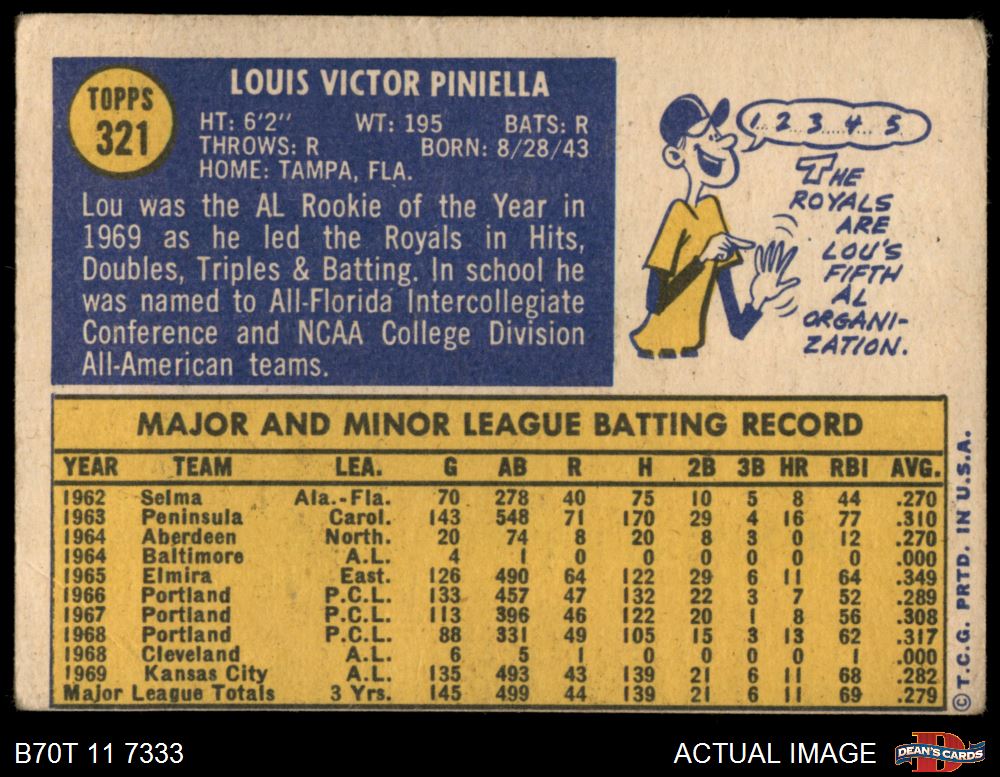 TOPPS
321
LOUIS VICTOR PINIELLA
HT: 6'2" WT: 195 BATS: R
THROWS: R BORN: 8/28/43
HOME: TAMPA, FLA.
Lou was the AL Rookie of the Year in
1969 as he led the Royals in Hits,
Doubles, Triples & Batting. In school he
was named to All-Florida Intercollegiate
Conference and NCAA College Division
All-American teams.
1 2 3 4 5
THE
ROYALS
ARE
LOU'S
FIFTH
AL
ORGANI-
ZATION.
MAJOR AND MINOR LEAGUE BATTING RECORD
YEAR TEAM LEA. G AB R H 2B 3B HR RBI AVG.
1962 Selma Ala.-Fla. 70 278 40 75 10 5 8 44 .270
1963 Peninsula Carol. 143 548 71 170 29 4 16 77 .310
1964 Aberdeen North. 20 74 8 20 8 3 0 12 .270
1964 Baltimore A.L. 4 1 0 0 0 0 0 0 .000
1965 Elmira East. 126 490 64 122 29 6 11 64 .349
1966 Portland P.C.L. 133 457 47 132 22 3 7 52 .289
1967 Portland P.C.L. 113 396 46 122 20 1 8 56 .308
1968 Portland P.C.L. 88 331 49 105 15 3 13 62 .317
1968 Cleveland A.L. 6 5 1 0 0 0 0 1 .000
1969 Kansas City A.L. 135 493 43 139 21 6 11 68 .282
Major League Totals 3 Yrs. 145 499 44 139 21 6 11 69 .279
© T.C.G. PRTD. IN U.S.A.
B70T 11 7333
ACTUAL IMAGE
D
DEAN'S CARDS